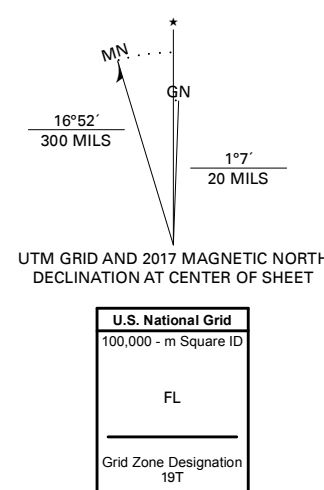 ★
MN
GN
16°52´
300 MILS
1°7´
20 MILS
UTM GRID AND 2017 MAGNETIC NORTH
DECLINATION AT CENTER OF SHEET
U.S. National Grid
100,000 - m Square ID
FL
Grid Zone Designation
19T